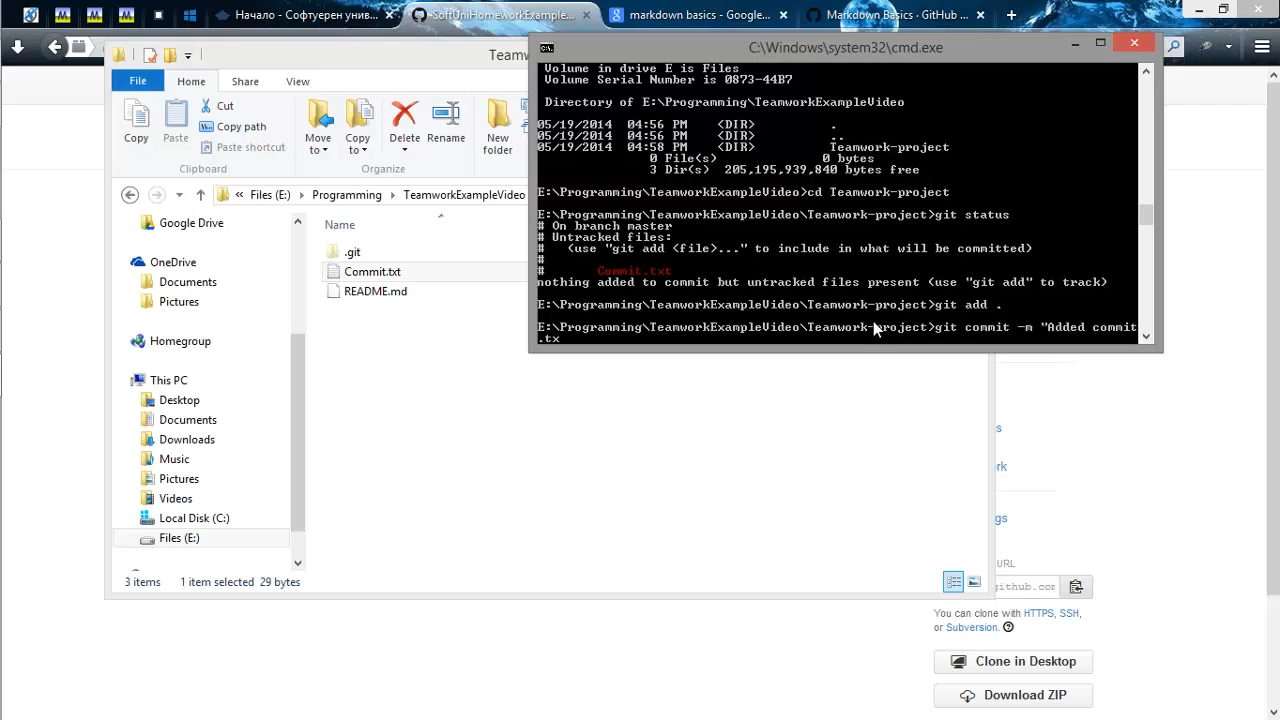 Начало - Софтуерен унив...
SoftUniHomeworkExample...
markdown basics - Google...
Markdown Basics · GitHub ...
Teamw
C:\Windows\system32\cmd.exe
File
Home
Share
View
Copy
Paste
Cut
Copy path
Paste shortcut
Move to
Copy to
Delete
Rename
New folder
Clipboard
Organize
Files (E:)
Programming
TeamworkExampleVideo
Name
Google Drive
OneDrive
Documents
Pictures
Homegroup
This PC
Desktop
Documents
Downloads
Music
Pictures
Videos
Local Disk (C:)
Files (E:)
.git
Commit.txt
README.md
3 items
1 item selected 29 bytes
Volume in drive E is Files
Volume Serial Number is 0873-44B7
Directory of E:\Programming\TeamworkExampleVideo
05/19/2014 04:56 PM <DIR> .
05/19/2014 04:56 PM <DIR> ..
05/19/2014 04:58 PM <DIR> Teamwork-project
0 File(s) 0 bytes
3 Dir(s) 205,195,939,840 bytes free
E:\Programming\TeamworkExampleVideo>cd Teamwork-project
E:\Programming\TeamworkExampleVideo\Teamwork-project>git status
# On branch master
# Untracked files:
# (use "git add <file>..." to include in what will be committed)
#
# Commit.txt
nothing added to commit but untracked files present (use "git add" to track)
E:\Programming\TeamworkExampleVideo\Teamwork-project>git add .
E:\Programming\TeamworkExampleVideo\Teamwork-project>git commit -m "Added commit
.tx
s
rk
gs
URL
github.com
You can clone with HTTPS, SSH,
or Subversion.
Clone in Desktop
Download ZIP